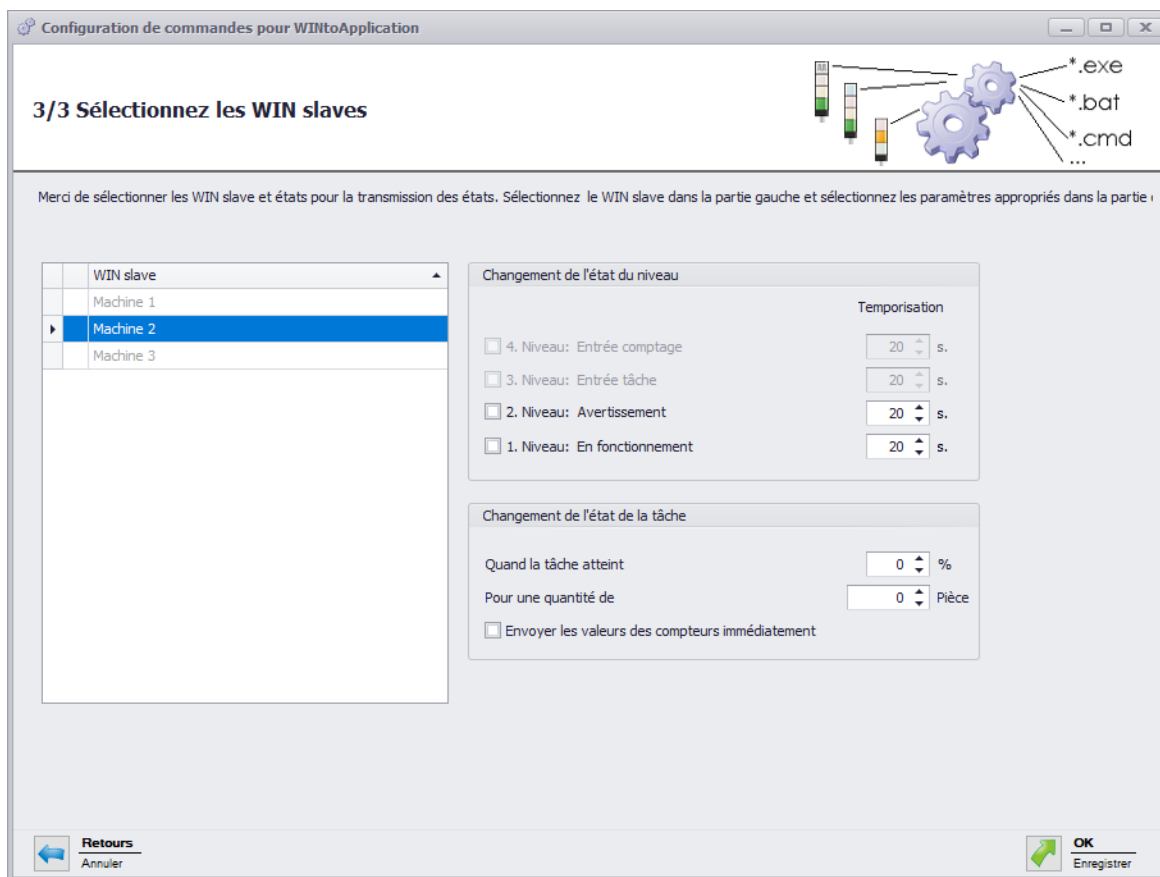 Configuration de commandes pour WINtoApplication
3/3 Sélectionnez les WIN slaves
*.exe
*.bat
*.cmd
...
Merci de sélectionner les WIN slave et états pour la transmission des états. Sélectionnez  le WIN slave dans la partie gauche et sélectionnez les paramètres appropriés dans la partie
WIN slave
Machine 1
Machine 2
Machine 3
Changement de l'état du niveau
Temporisation
4. Niveau: Entrée comptage 20 s.
3. Niveau: Entrée tâche 20 s.
2. Niveau: Avertissement 20 s.
1. Niveau: En fonctionnement 20 s.
Changement de l'état de la tâche
Quand la tâche atteint 0 %
Pour une quantité de 0 Pièce
Envoyer les valeurs des compteurs immédiatement
Retours
Annuler
OK
Enregistrer